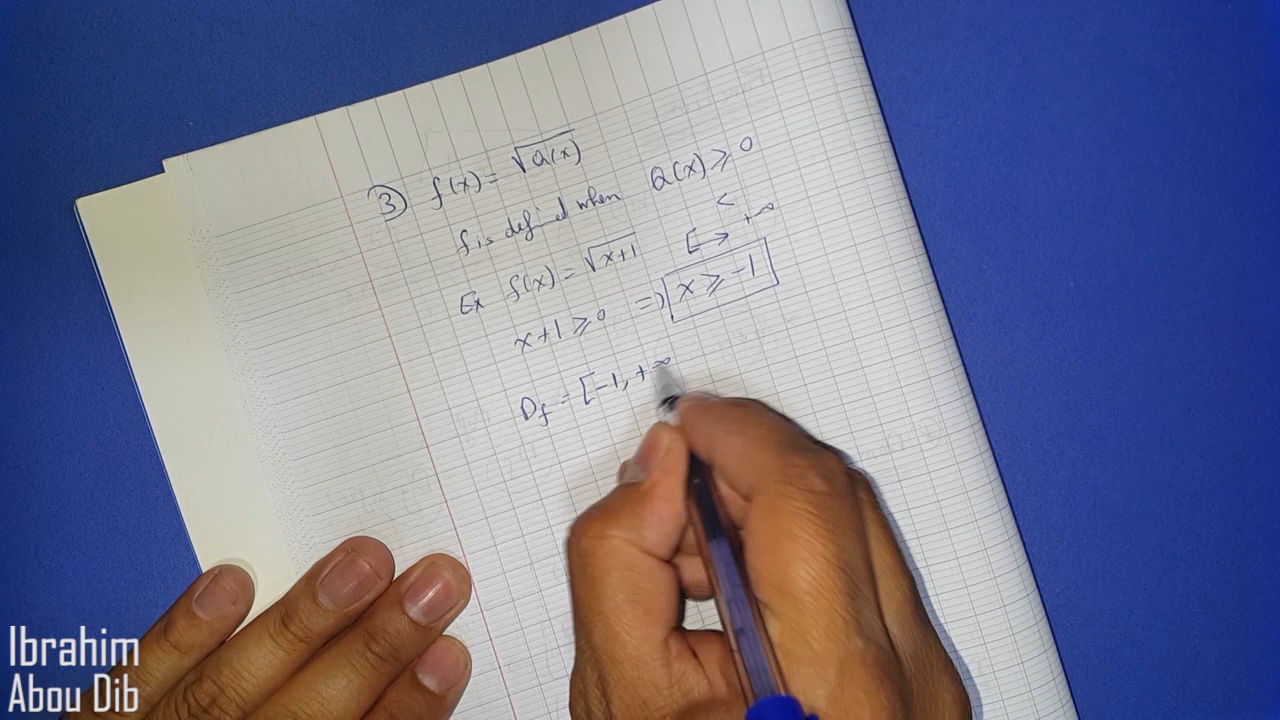 ③ f(x) = √Q(x)
f is defined when Q(x) ⩾ 0
<
[→ +∞
Ex f(x) = √x+1
x+1 ⩾ 0 ⇒ x ⩾ -1
Df = [-1, +∞
Ibrahim
Abou Dib